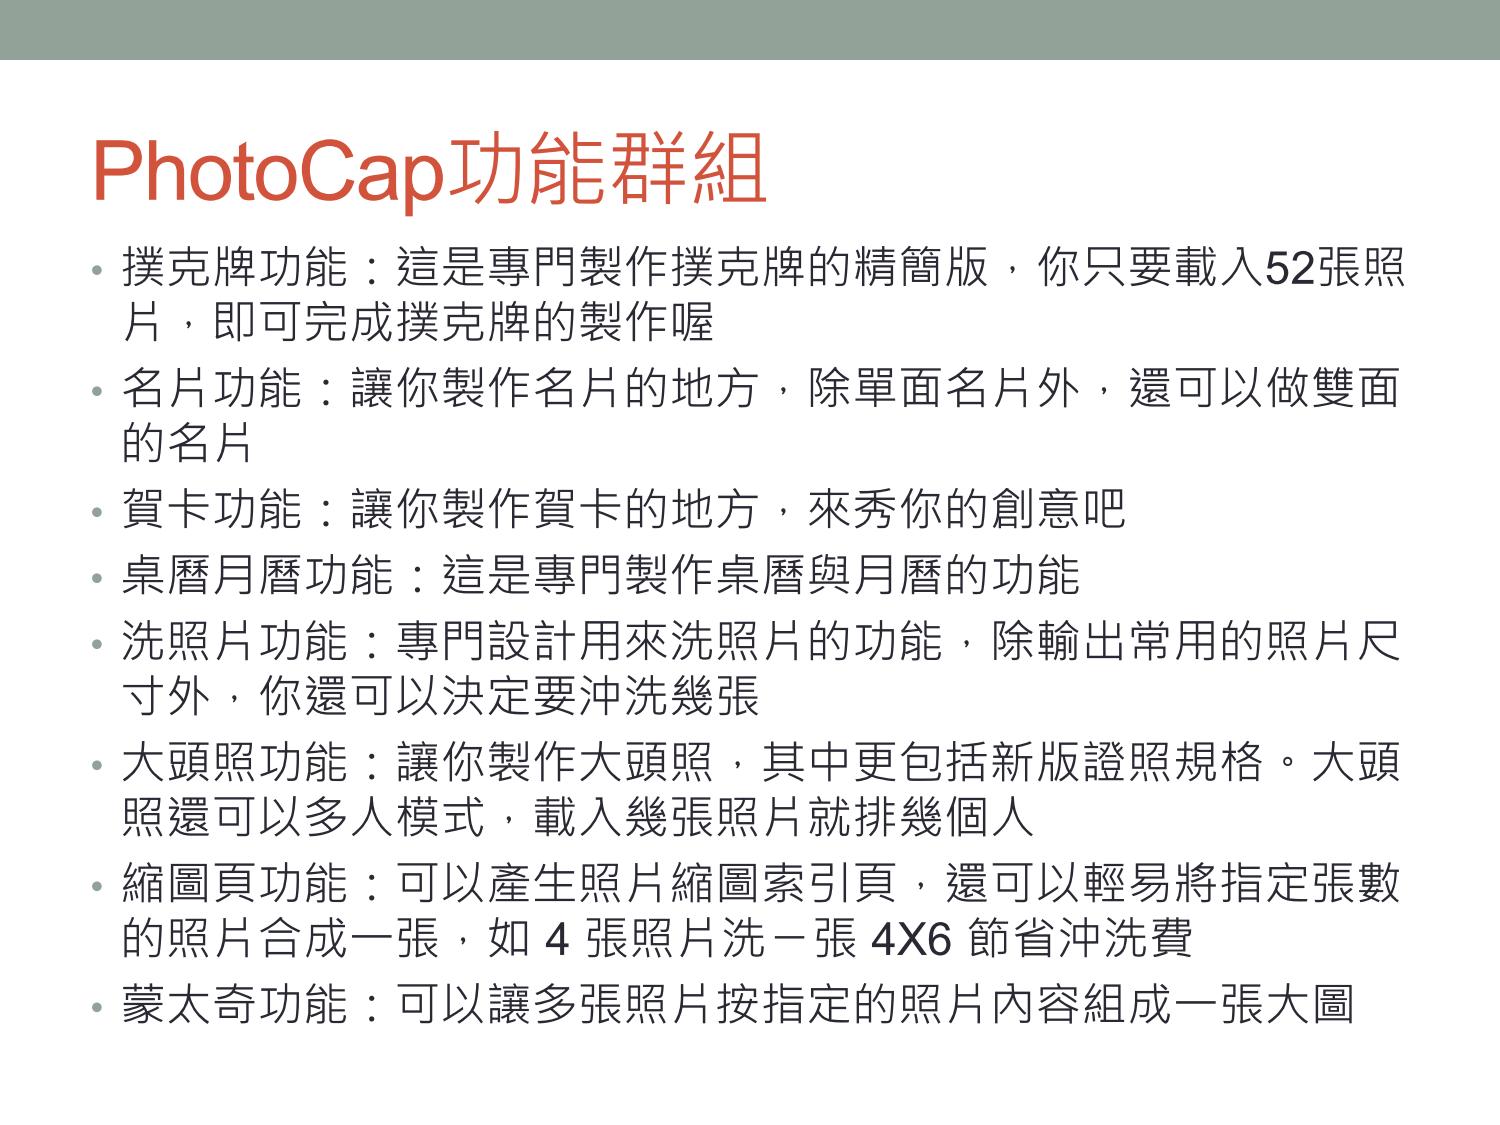 PhotoCap功能群組
• 撲克牌功能：這是專門製作撲克牌的精簡版，你只要載入52張照
片，即可完成撲克牌的製作喔
• 名片功能：讓你製作名片的地方，除單面名片外，還可以做雙面
的名片
• 賀卡功能：讓你製作賀卡的地方，來秀你的創意吧
• 桌曆月曆功能：這是專門製作桌曆與月曆的功能
• 洗照片功能：專門設計用來洗照片的功能，除輸出常用的照片尺
寸外，你還可以決定要沖洗幾張
• 大頭照功能：讓你製作大頭照，其中更包括新版證照規格。大頭
照還可以多人模式，載入幾張照片就排幾個人
• 縮圖頁功能：可以產生照片縮圖索引頁，還可以輕易將指定張數
的照片合成一張，如 4 張照片洗－張 4X6 節省沖洗費
• 蒙太奇功能：可以讓多張照片按指定的照片內容組成一張大圖